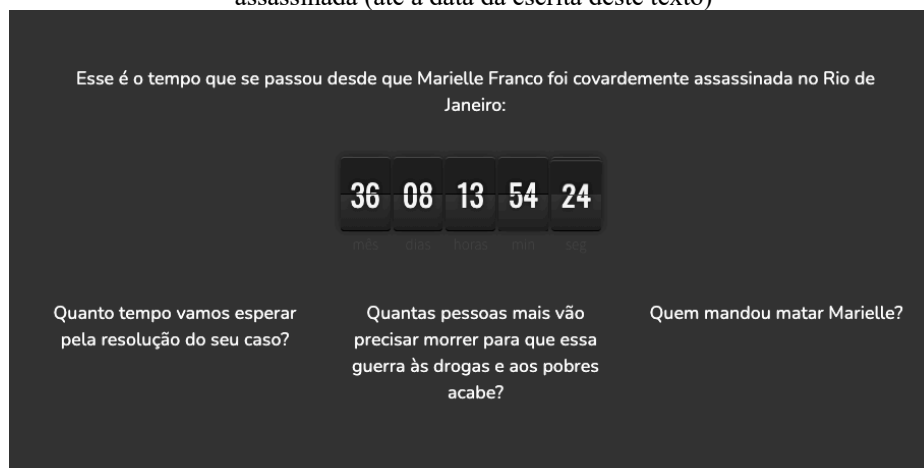 assassinada (até a data da escrita deste texto)
Esse é o tempo que se passou desde que Marielle Franco foi covardemente assassinada no Rio de
Janeiro:
36 08 13 54 24
mês dias horas min seg
Quanto tempo vamos esperar
pela resolução do seu caso?
Quantas pessoas mais vão
precisar morrer para que essa
guerra às drogas e aos pobres
acabe?
Quem mandou matar Marielle?